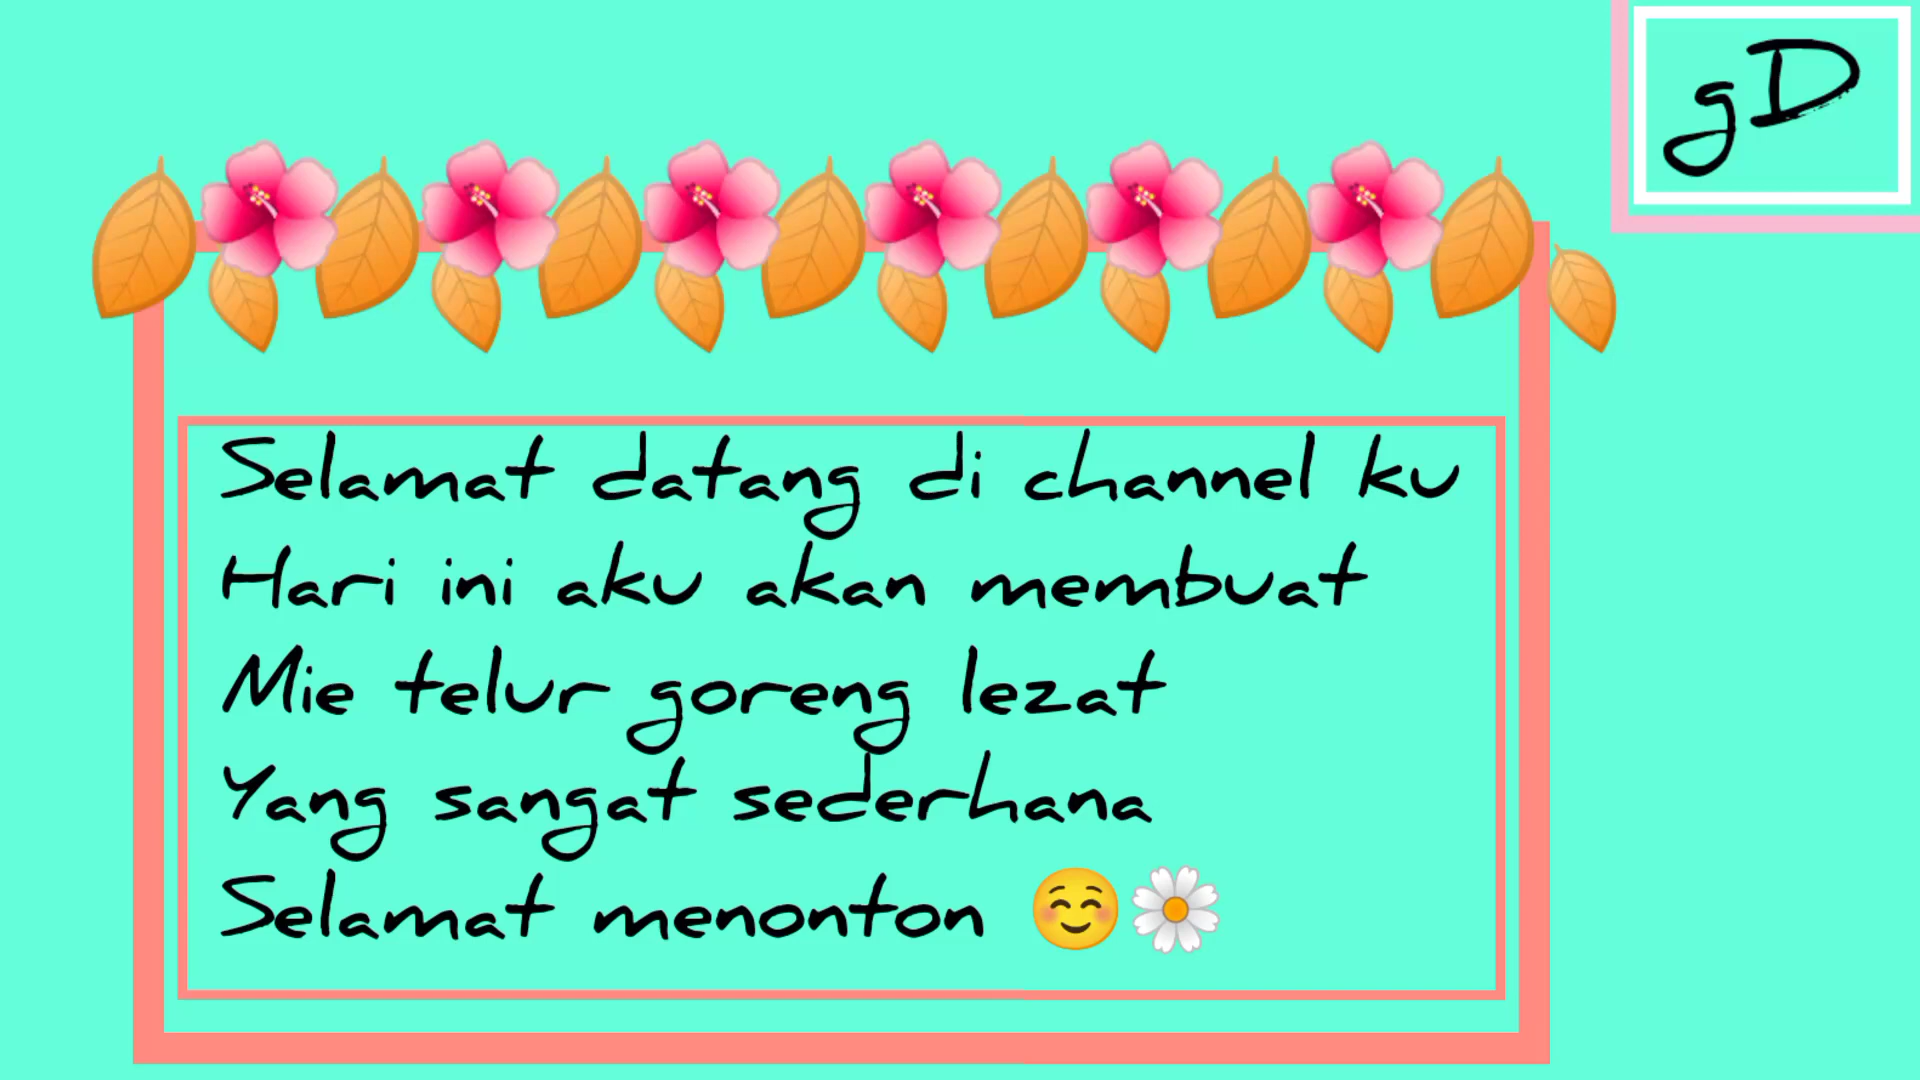 gD
Selamat datang di channel ku
Hari ini aku akan membuat
Mie telur goreng lezat
Yang sangat sederhana
Selamat menonton ☺️🌼